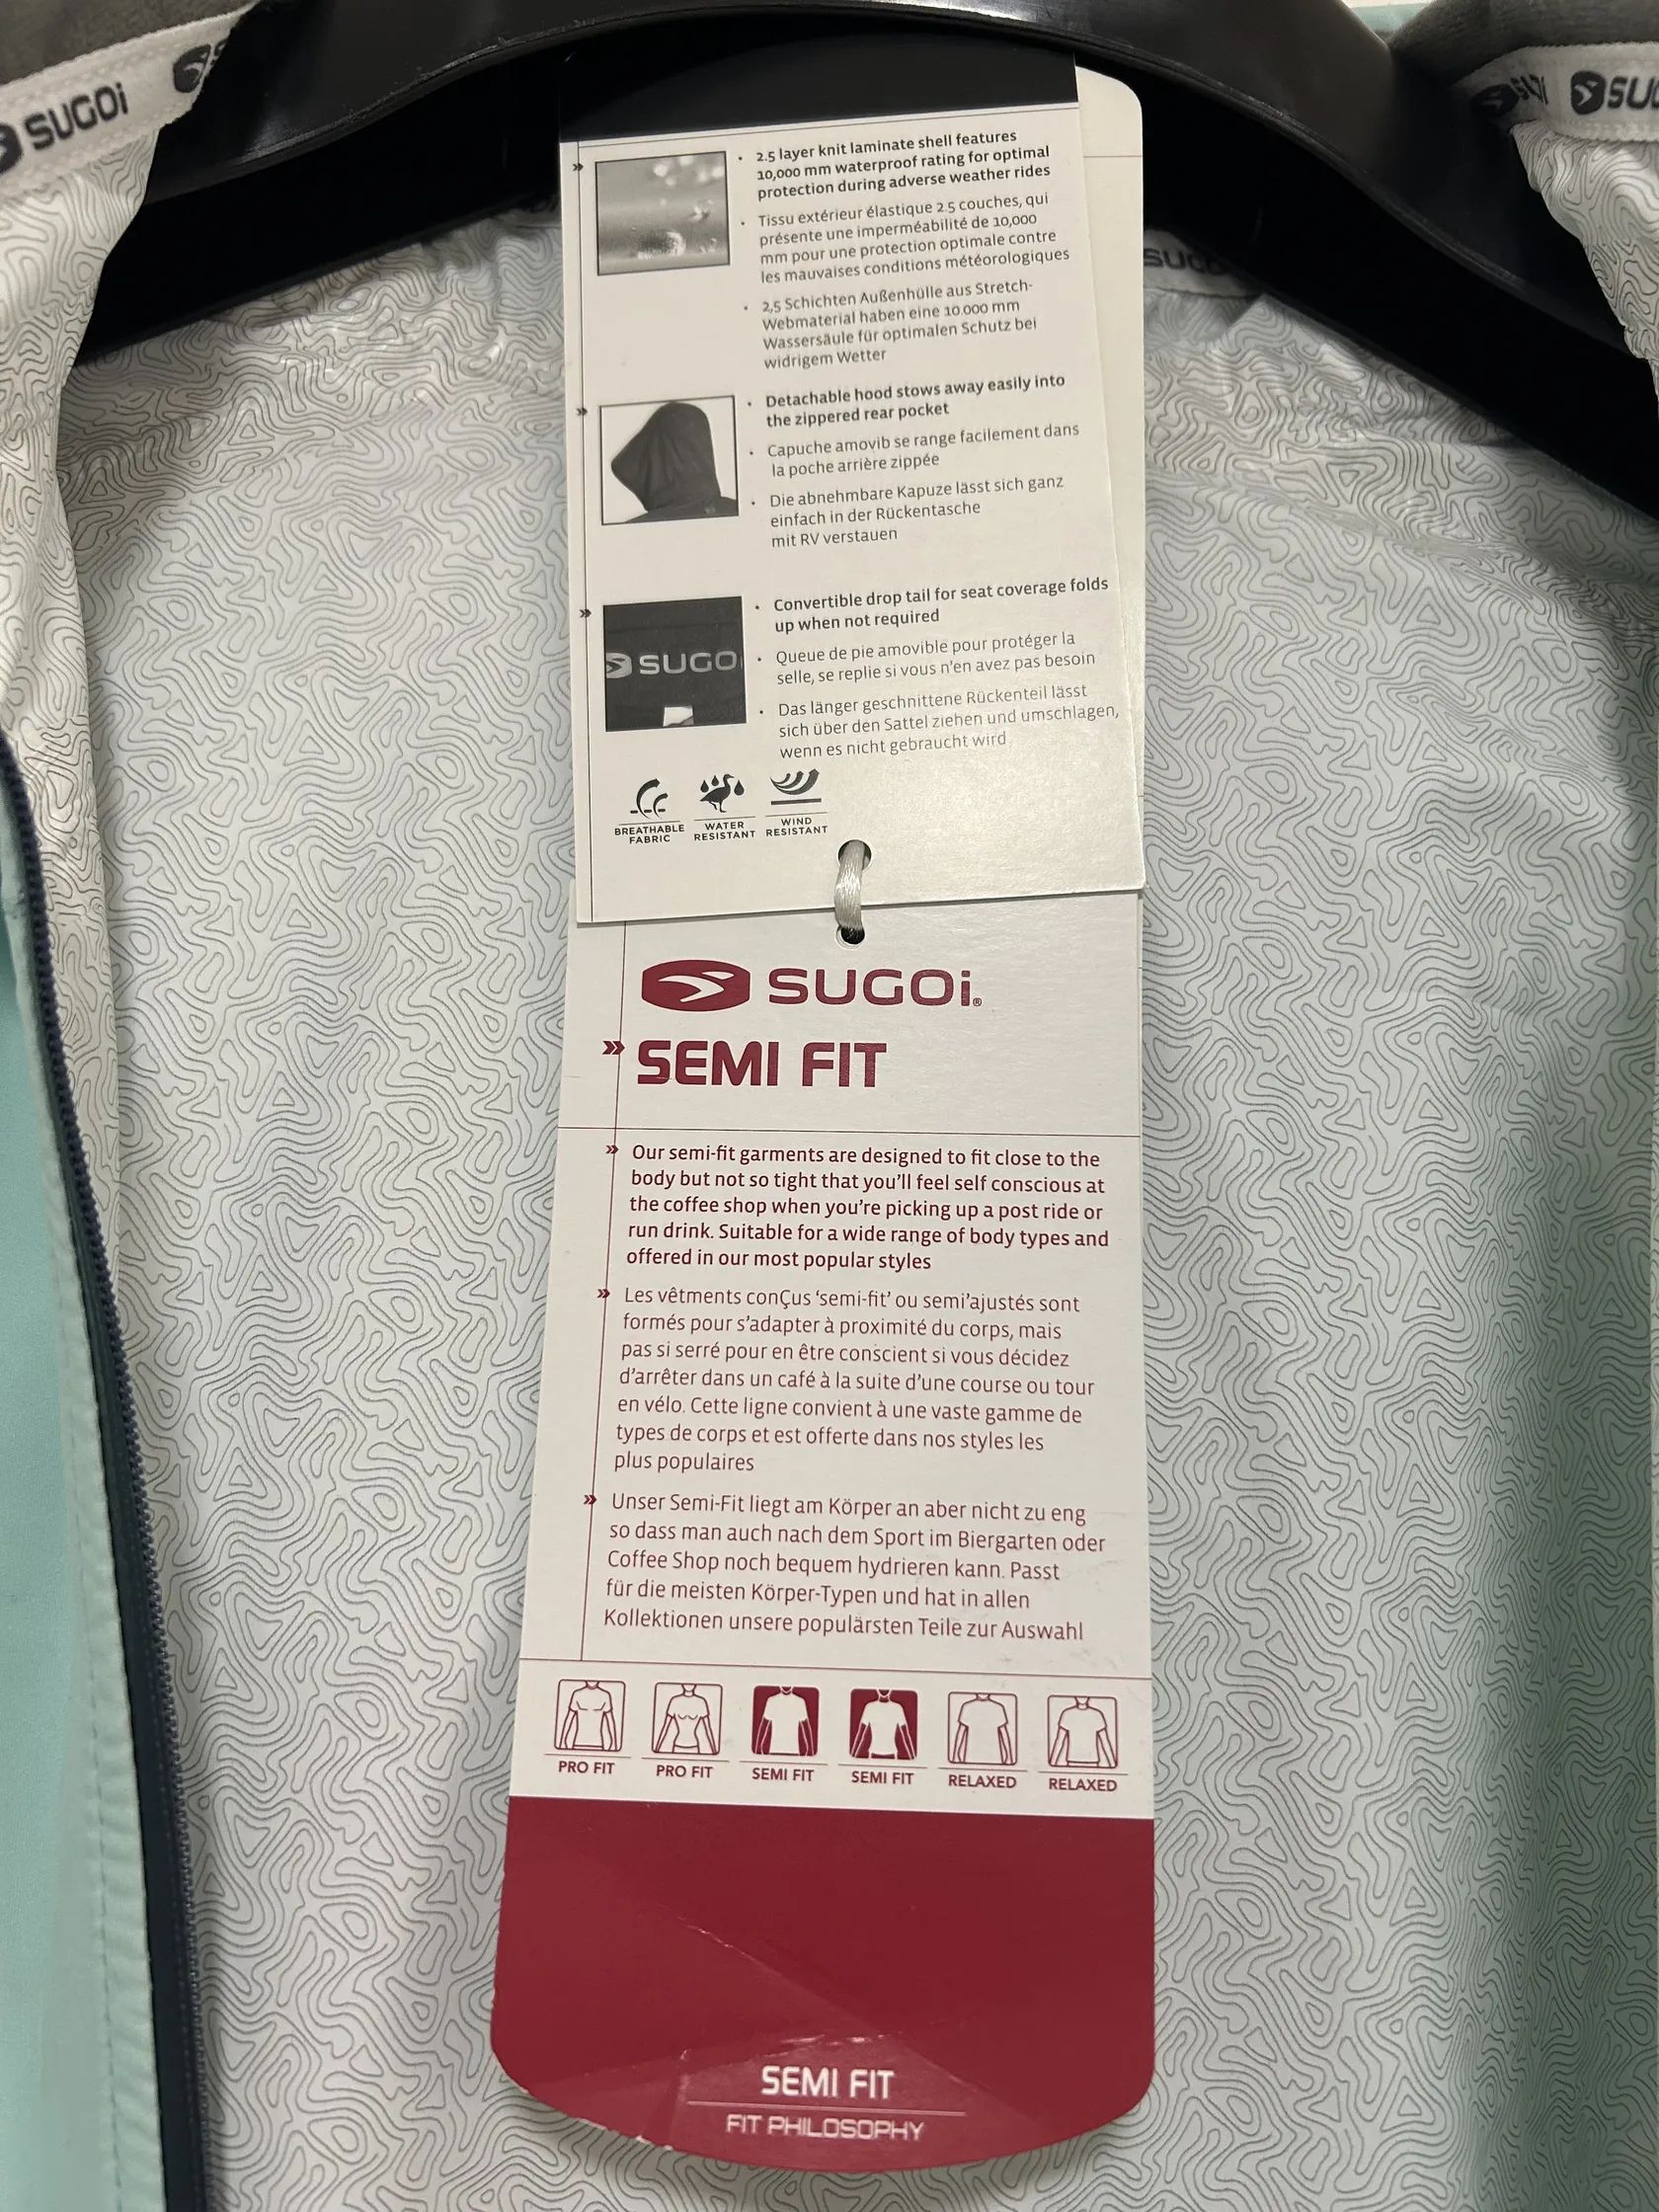 SUGOi
SUGOi
2.5 layer knit laminate shell features
10,000 mm waterproof rating for optimal
protection during adverse weather rides
Tissu extérieur élastique 2.5 couches, qui
présente une imperméabilité de 10,000
mm pour une protection optimale contre
les mauvaises conditions météorologiques
2,5 Schichten Außenhülle aus Stretch-
Webmaterial haben eine 10.000 mm
Wassersäule für optimalen Schutz bei
widrigem Wetter
Detachable hood stows away easily into
the zippered rear pocket
Capuche amovib se range facilement dans
la poche arrière zippée
Die abnehmbare Kapuze lässt sich ganz
einfach in der Rückentasche
mit RV verstauen
SUGO
Convertible drop tail for seat coverage folds
up when not required
Queue de pie amovible pour protéger la
selle, se replie si vous n'en avez pas besoin
Das länger geschnittene Rückenteil lässt
sich über den Sattel ziehen und umschlagen,
wenn es nicht gebraucht wird
BREATHABLE FABRIC
WATER RESISTANT
WIND RESISTANT
SUGOi®
SEMI FIT
Our semi-fit garments are designed to fit close to the
body but not so tight that you'll feel self conscious at
the coffee shop when you're picking up a post ride or
run drink. Suitable for a wide range of body types and
offered in our most popular styles
Les vêtments conÇus 'semi-fit' ou semi'ajustés sont
formés pour s'adapter à proximité du corps, mais
pas si serré pour en être conscient si vous décidez
d'arrêter dans un café à la suite d'une course ou tour
en vélo. Cette ligne convient à une vaste gamme de
types de corps et est offerte dans nos styles les
plus populaires
Unser Semi-Fit liegt am Körper an aber nicht zu eng
so dass man auch nach dem Sport im Biergarten oder
Coffee Shop noch bequem hydrieren kann. Passt
für die meisten Körper-Typen und hat in allen
Kollektionen unsere populärsten Teile zur Auswahl
PRO FIT PRO FIT SEMI FIT SEMI FIT RELAXED RELAXED
SEMI FIT
FIT PHILOSOPHY